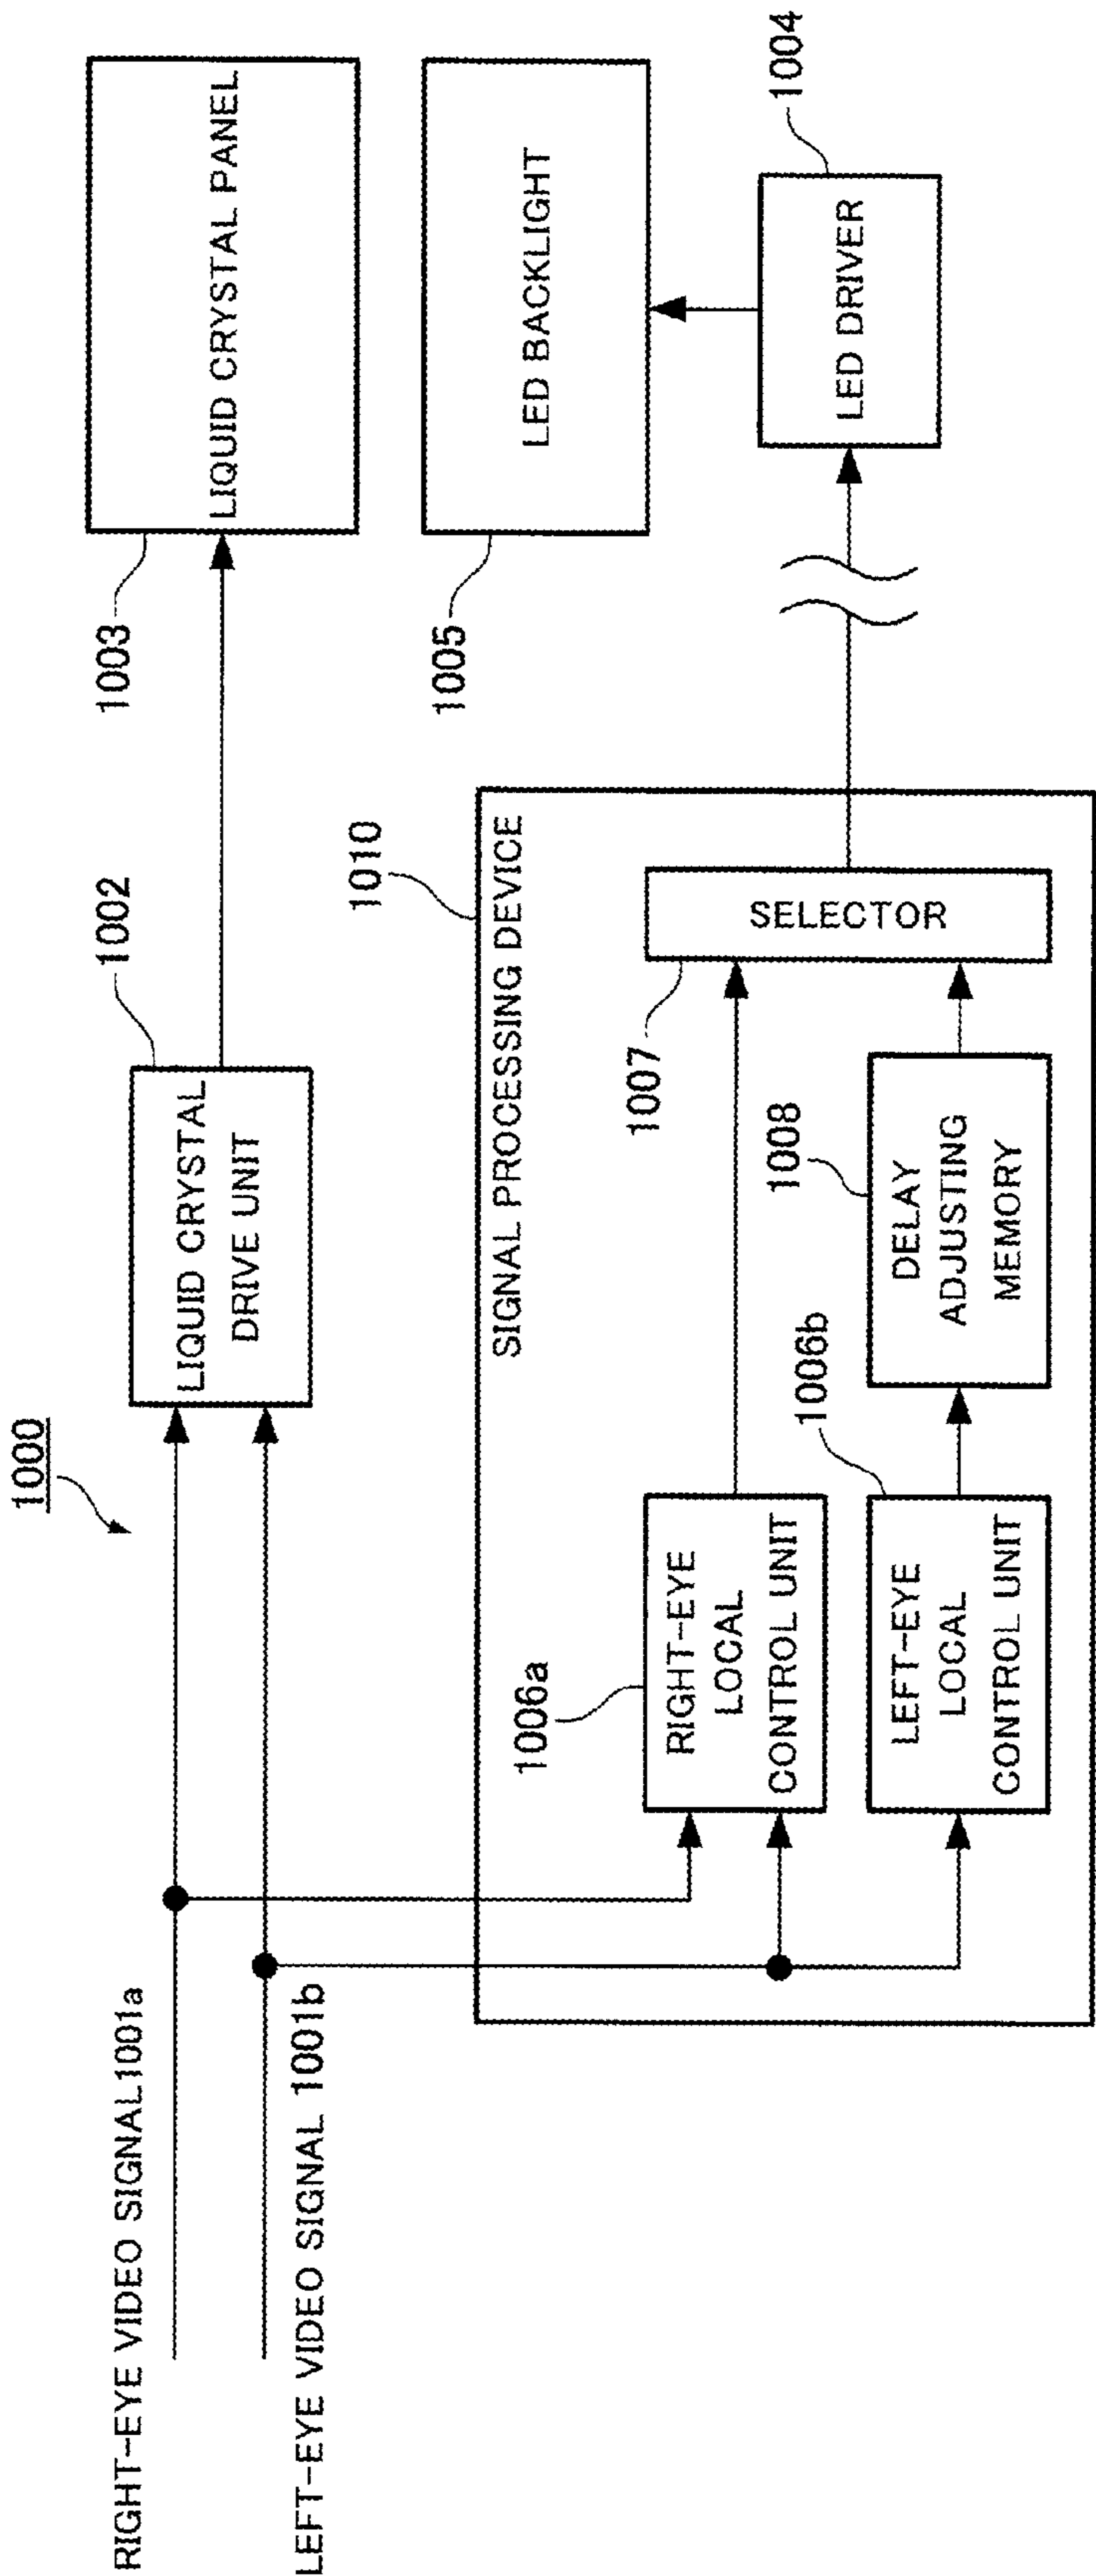 1000
RIGHT-EYE VIDEO SIGNAL1001a
LEFT-EYE VIDEO SIGNAL 1001b
1002
LIQUID CRYSTAL
DRIVE UNIT
1003
LIQUID CRYSTAL PANEL
1010
SIGNAL PROCESSING DEVICE
1006a
RIGHT-EYE
LOCAL
CONTROL UNIT
1006b
LEFT-EYE
LOCAL
CONTROL UNIT
1008
DELAY
ADJUSTING
MEMORY
1007
SELECTOR
1005
LED BACKLIGHT
1004
LED DRIVER